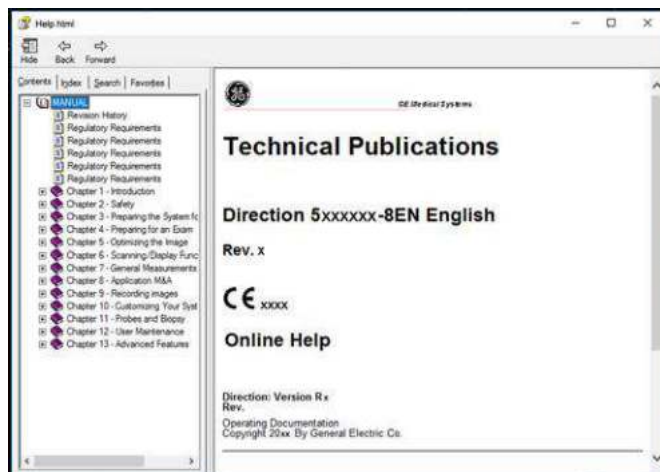 Help.html
Hide Back Forward
Contents Index Search Favorites
MANUAL
Revision History
Regulatory Requirements
Regulatory Requirements
Regulatory Requirements
Regulatory Requirements
Regulatory Requirements
Chapter 1 - Introduction
Chapter 2 - Safety
Chapter 3 - Preparing the System fo
Chapter 4 - Preparing for an Exam
Chapter 5 - Optimizing the Image
Chapter 6 - Scanning/Display Func
Chapter 7 - General Measurements
Chapter 8 - Application M&A
Chapter 9 - Recording images
Chapter 10 - Customizing Your Syst
Chapter 11 - Probes and Biopsy
Chapter 12 - User Maintenance
Chapter 13 - Advanced Features
GE Medical Systems
Technical Publications
Direction 5xxxxxx-8EN English
Rev. x
CE xxxx
Online Help
Direction: Version Rx
Rev.
Operating Documentation
Copyright 20xx By General Electric Co.